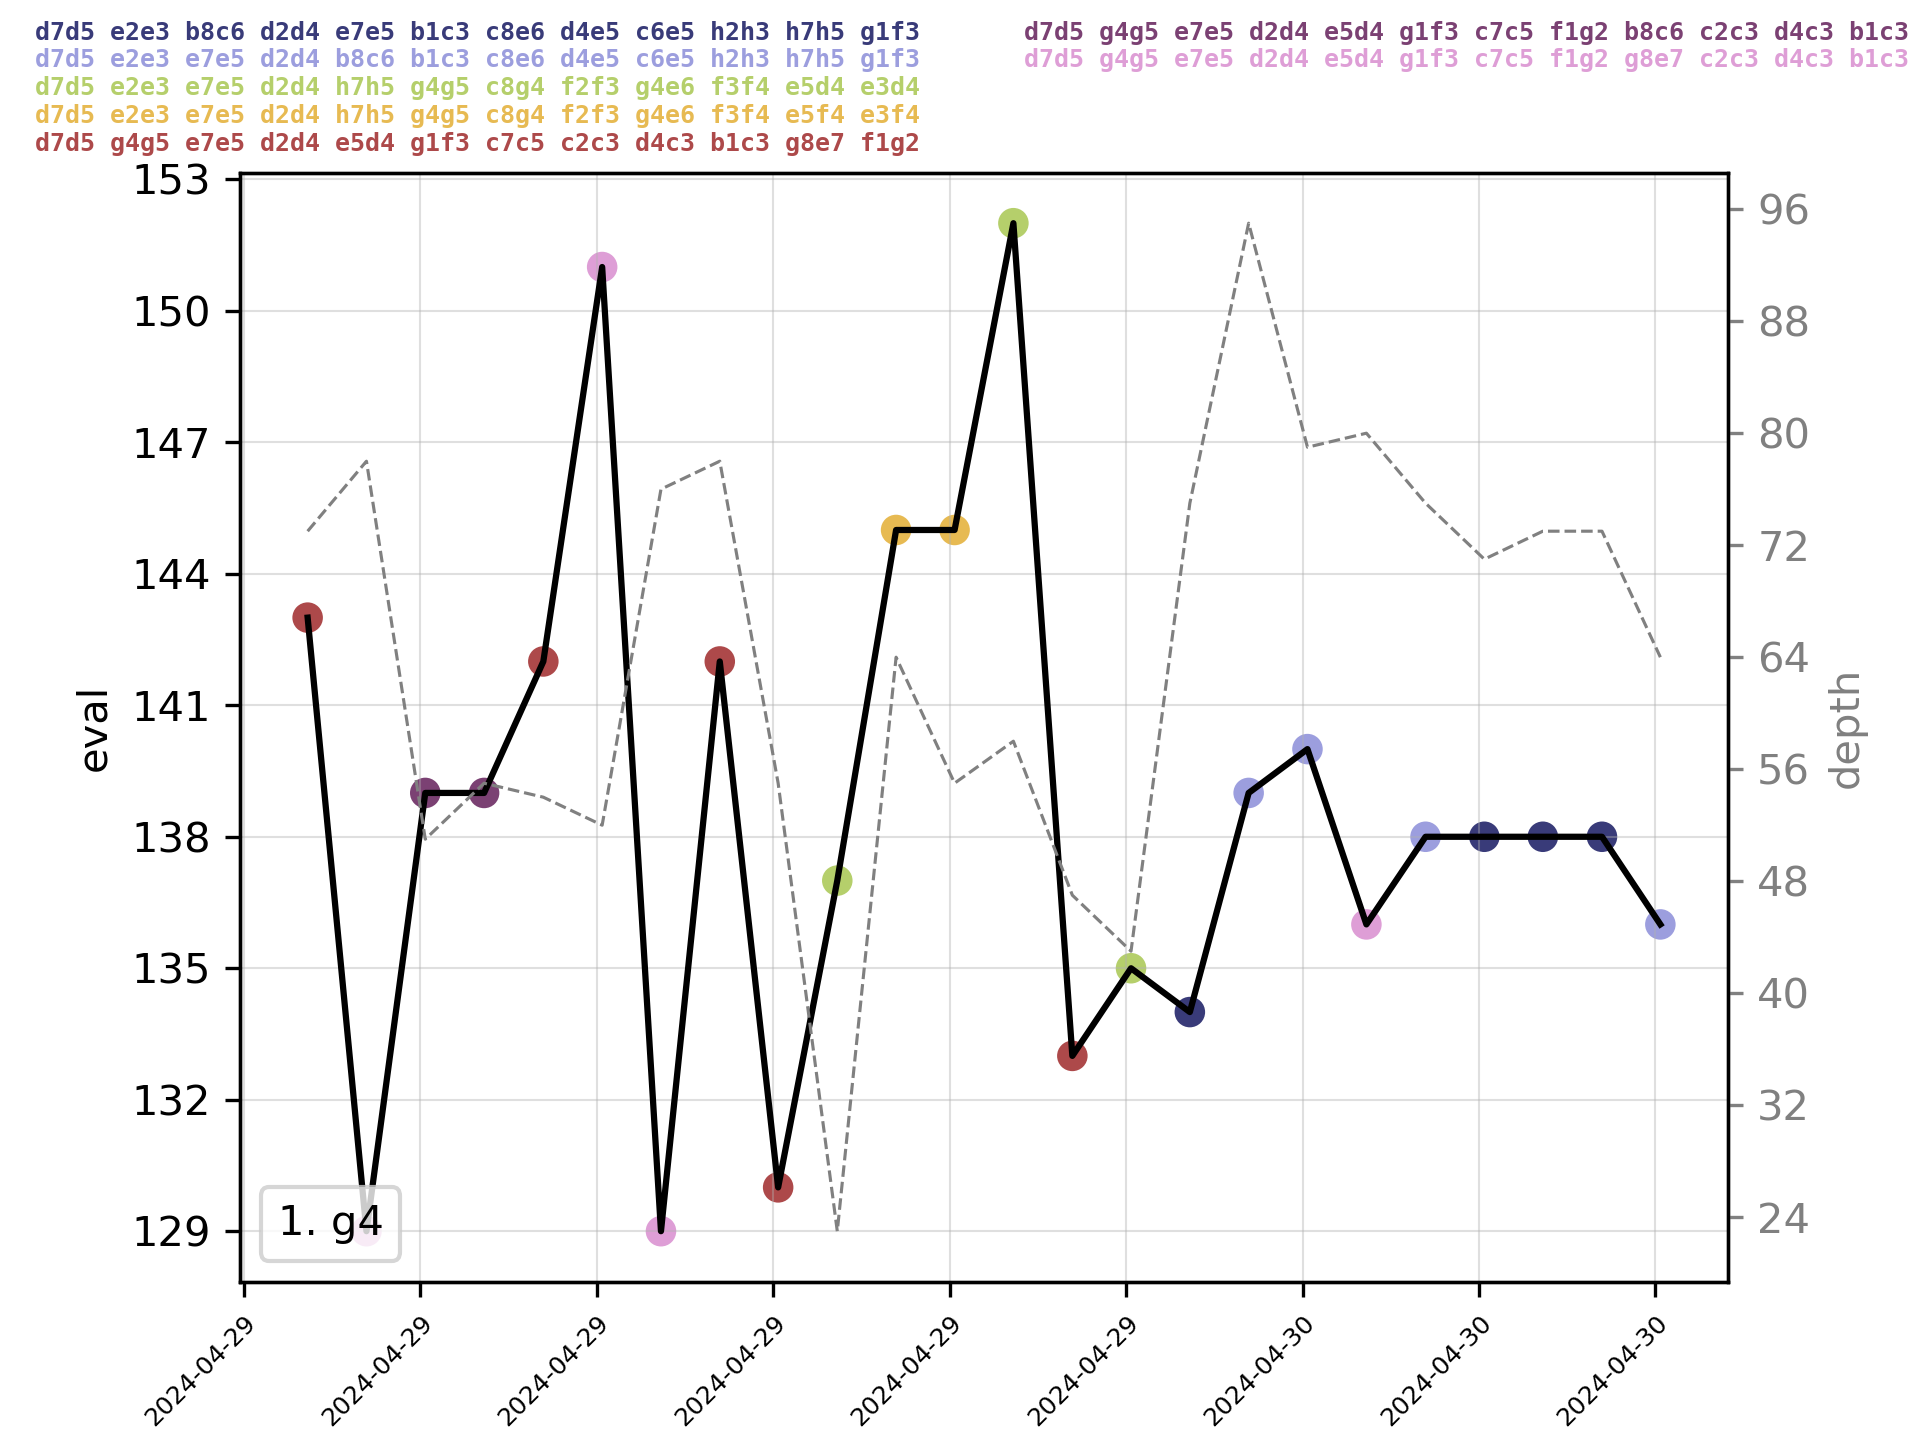 d7d5 e2e3 b8c6 d2d4 e7e5 b1c3 c8e6 d4e5 c6e5 h2h3 h7h5 g1f3
d7d5 e2e3 e7e5 d2d4 b8c6 b1c3 c8e6 d4e5 c6e5 h2h3 h7h5 g1f3
d7d5 e2e3 e7e5 d2d4 h7h5 g4g5 c8g4 f2f3 g4e6 f3f4 e5d4 e3d4
d7d5 e2e3 e7e5 d2d4 h7h5 g4g5 c8g4 f2f3 g4e6 f3f4 e5f4 e3f4
d7d5 g4g5 e7e5 d2d4 e5d4 g1f3 c7c5 c2c3 d4c3 b1c3 g8e7 f1g2
d7d5 g4g5 e7e5 d2d4 e5d4 g1f3 c7c5 f1g2 b8c6 c2c3 d4c3 b1c3
d7d5 g4g5 e7e5 d2d4 e5d4 g1f3 c7c5 f1g2 g8e7 c2c3 d4c3 b1c3
153
150
147
144
141
138
135
132
129
eval
96
88
80
72
64
56
48
40
32
24
depth
1. g4
2024-04-29
2024-04-29
2024-04-29
2024-04-29
2024-04-29
2024-04-29
2024-04-30
2024-04-30
2024-04-30